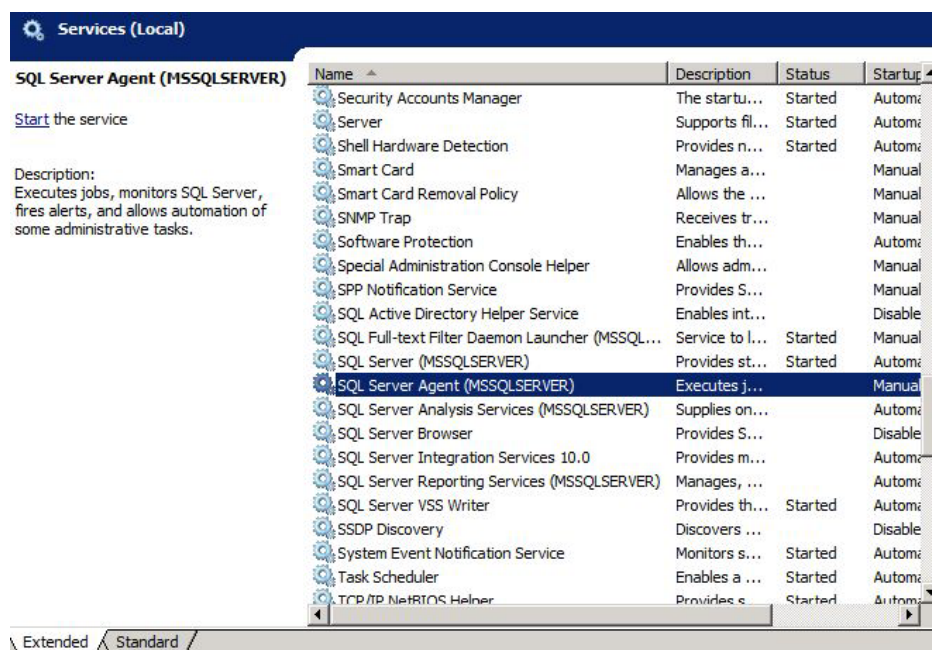 Services (Local)
SQL Server Agent (MSSQLSERVER)
Start the service
Description:
Executes jobs, monitors SQL Server,
fires alerts, and allows automation of
some administrative tasks.
Name Description Status Startup
Security Accounts Manager The startu... Started Automa
Server Supports fil... Started Automa
Shell Hardware Detection Provides n... Started Automa
Smart Card Manages a... Manual
Smart Card Removal Policy Allows the ... Manual
SNMP Trap Receives tr... Manual
Software Protection Enables th... Automa
Special Administration Console Helper Allows adm... Manual
SPP Notification Service Provides S... Manual
SQL Active Directory Helper Service Enables int... Disable
SQL Full-text Filter Daemon Launcher (MSSQL... Service to l... Started Manual
SQL Server (MSSQLSERVER) Provides st... Started Automa
SQL Server Agent (MSSQLSERVER) Executes j... Manual
SQL Server Analysis Services (MSSQLSERVER) Supplies on... Automa
SQL Server Browser Provides S... Disable
SQL Server Integration Services 10.0 Provides m... Automa
SQL Server Reporting Services (MSSQLSERVER) Manages, ... Automa
SQL Server VSS Writer Provides th... Started Automa
SSDP Discovery Discovers ... Disable
System Event Notification Service Monitors s... Started Automa
Task Scheduler Enables a ... Started Automa
TCP/IP NetBIOS Helper Provides s Started Automa
Extended Standard